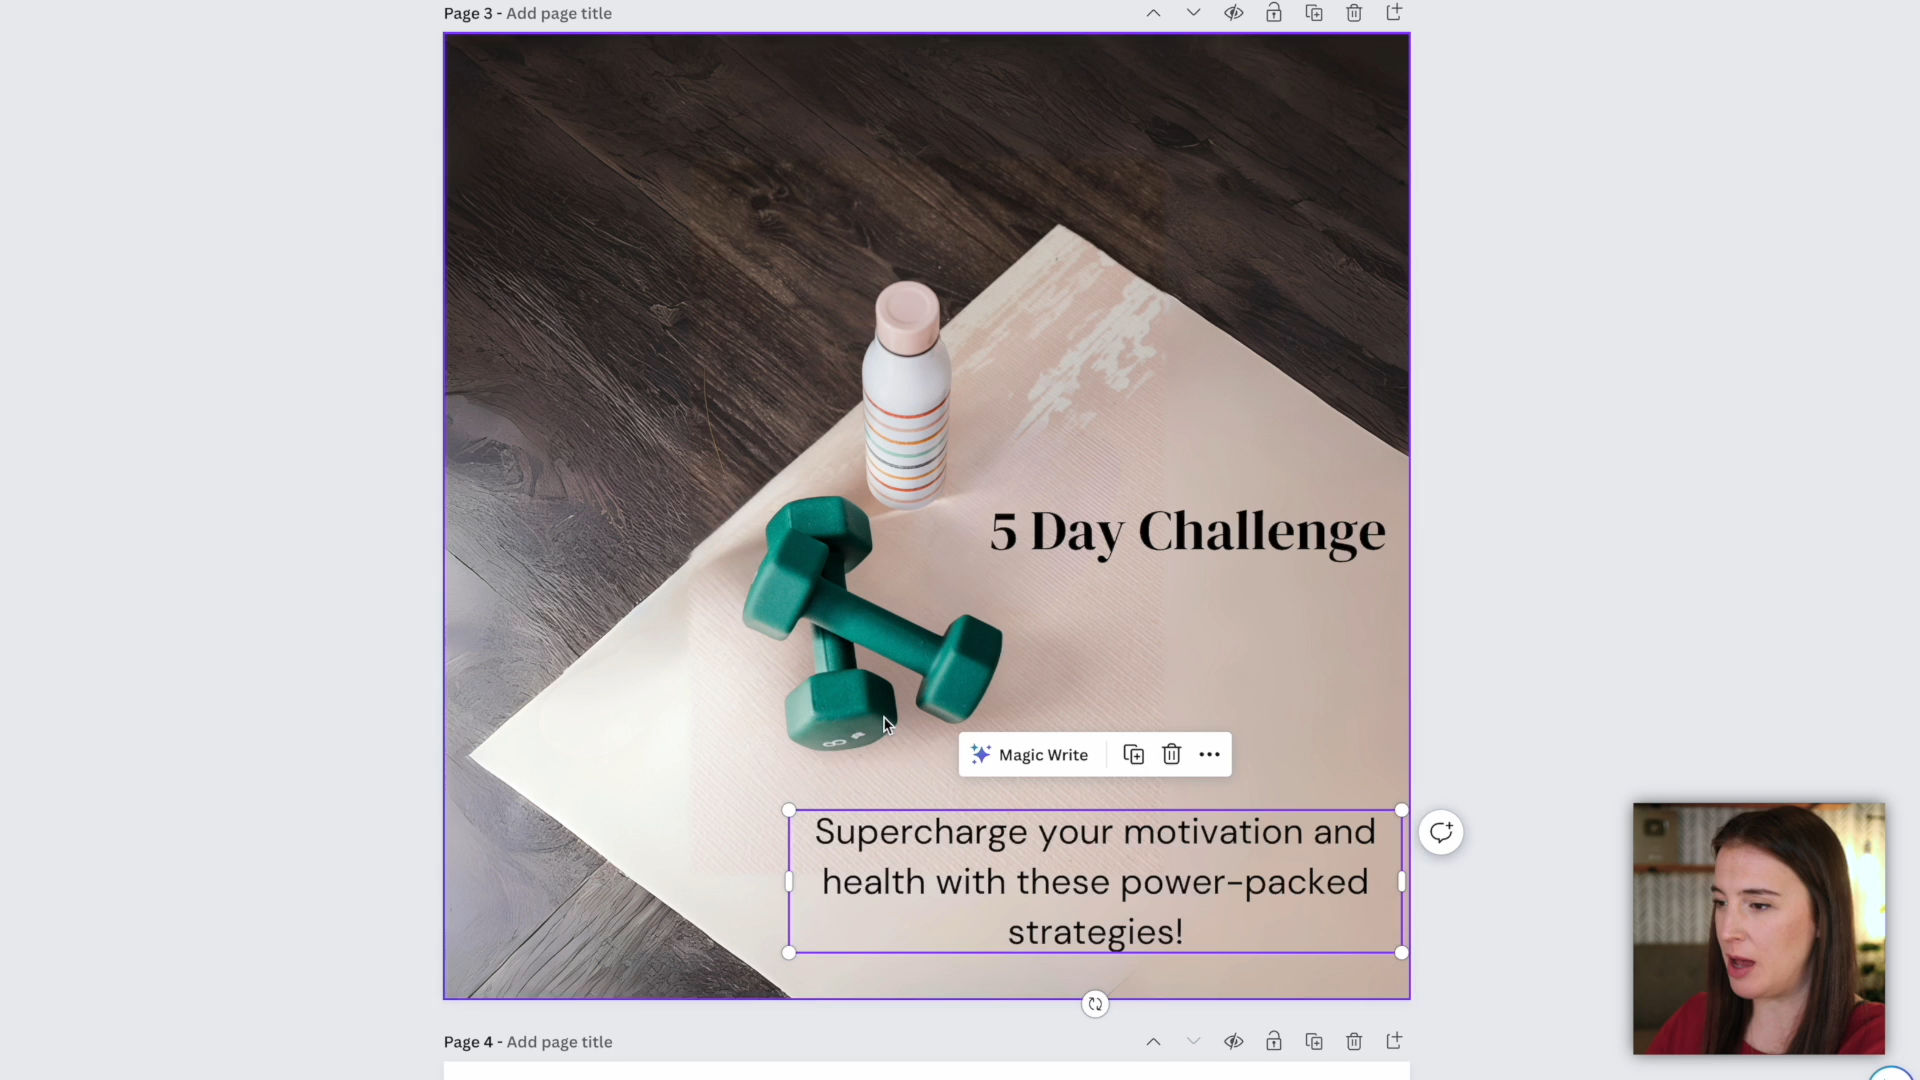 Page 3 - Add page title
5 Day Challenge
Magic Write
Supercharge your motivation and
health with these power-packed
strategies!
Page 4 - Add page title